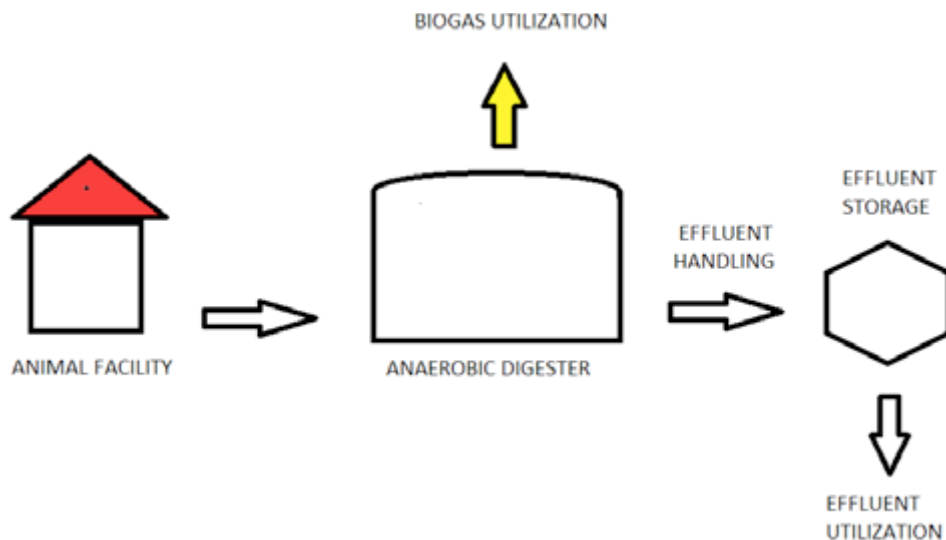 BIOGAS UTILIZATION
EFFLUENT
STORAGE
EFFLUENT
HANDLING
ANIMAL FACILITY
ANAEROBIC DIGESTER
EFFLUENT
UTILIZATION